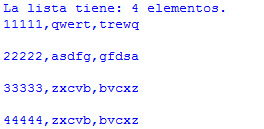 La lista tiene: 4 elementos.
11111,qwert,trewq
22222,asdfg,gfdsa
33333,zxcvb,bvcxz
44444,zxcvb,bvcxz